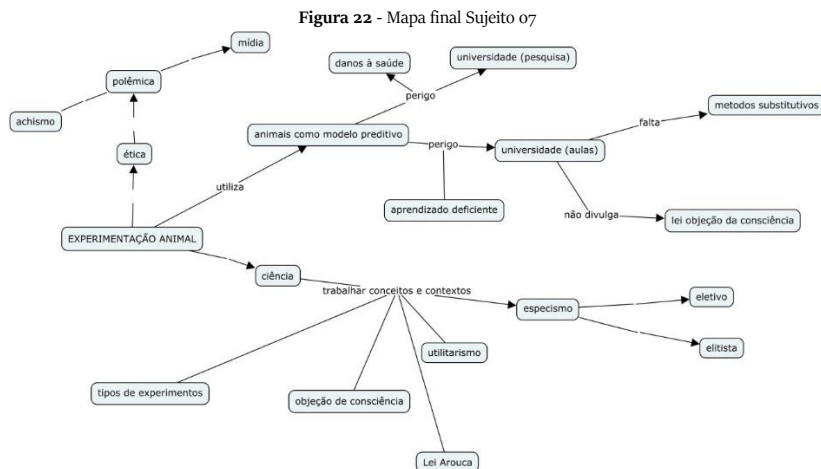 Figura 22 - Mapa final Sujeito 07
mídia
danos à saúde
universidade (pesquisa)
polêmica
perigo
achismo
metodos substitutivos
animais como modelo preditivo
falta
perigo
universidade (aulas)
ética
utiliza
aprendizado deficiente
não divulga
lei objeção da consciência
EXPERIMENTAÇÃO ANIMAL
ciência
trabalhar conceitos e contextos
especismo
eletivo
elitista
utilitarismo
tipos de experimentos
objeção de consciência
Lei Arouca